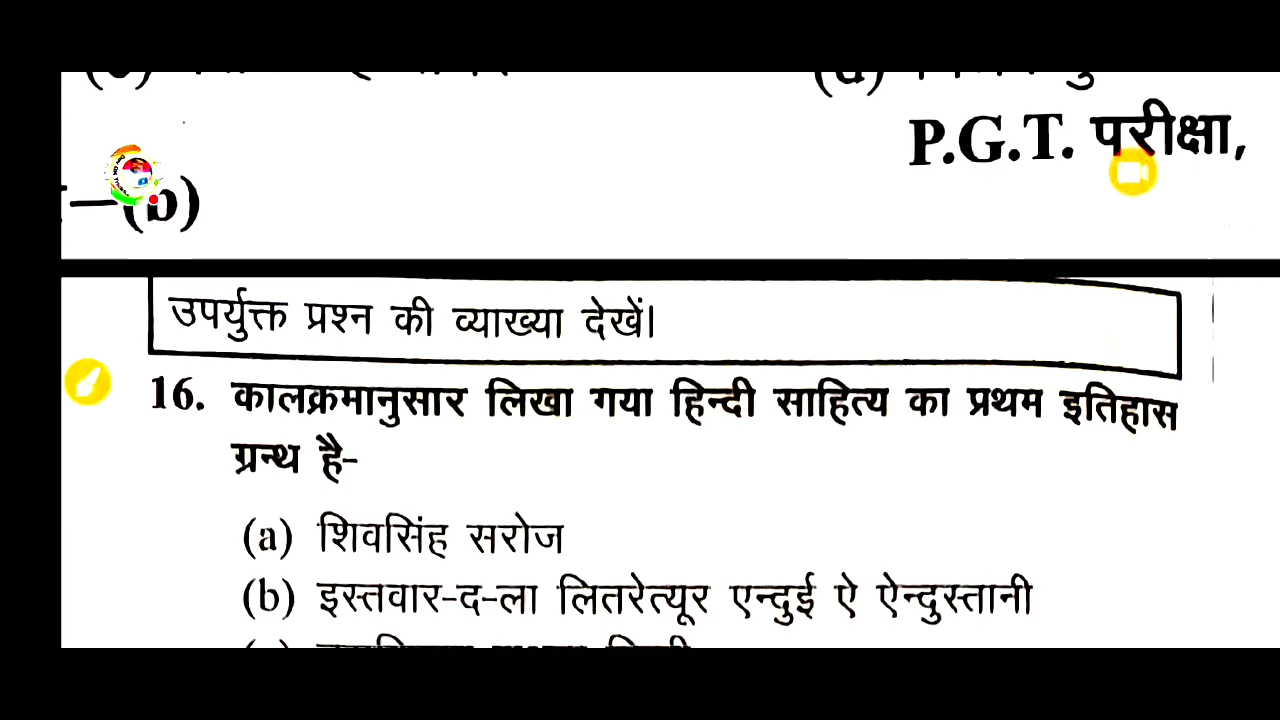 P.G.T. परीक्षा,
–(b)
उपर्युक्त प्रश्न की व्याख्या देखें।
16. कालक्रमानुसार लिखा गया हिन्दी साहित्य का प्रथम इतिहास
ग्रन्थ है-
(a) शिवसिंह सरोज
(b) इस्तवार-द-ला लितरेत्यूर एन्दुई ऐ ऐन्दुस्तानी